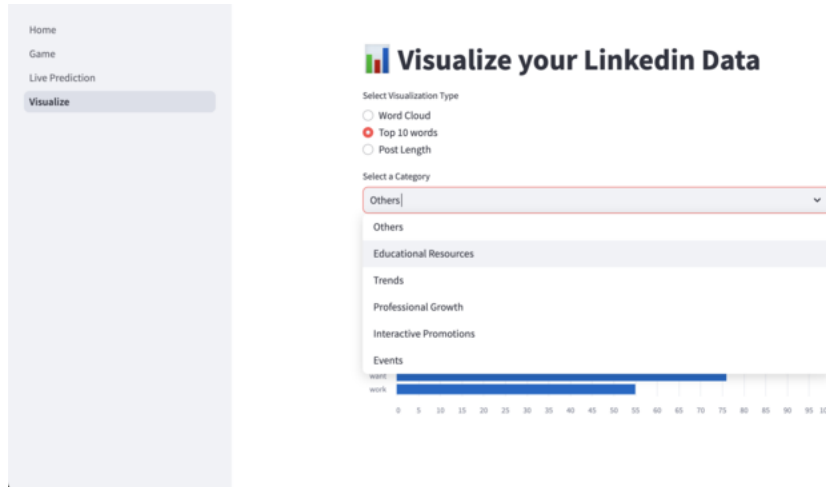 Home
Game
Live Prediction
Visualize
Visualize your Linkedin Data
Select Visualization Type
Word Cloud
Top 10 words
Post Length
Select a Category
Others
Others
Educational Resources
Trends
Professional Growth
Interactive Promotions
Events
want
work
0 5 10 15 20 25 30 35 40 45 50 55 60 65 70 75 80 85 90 95